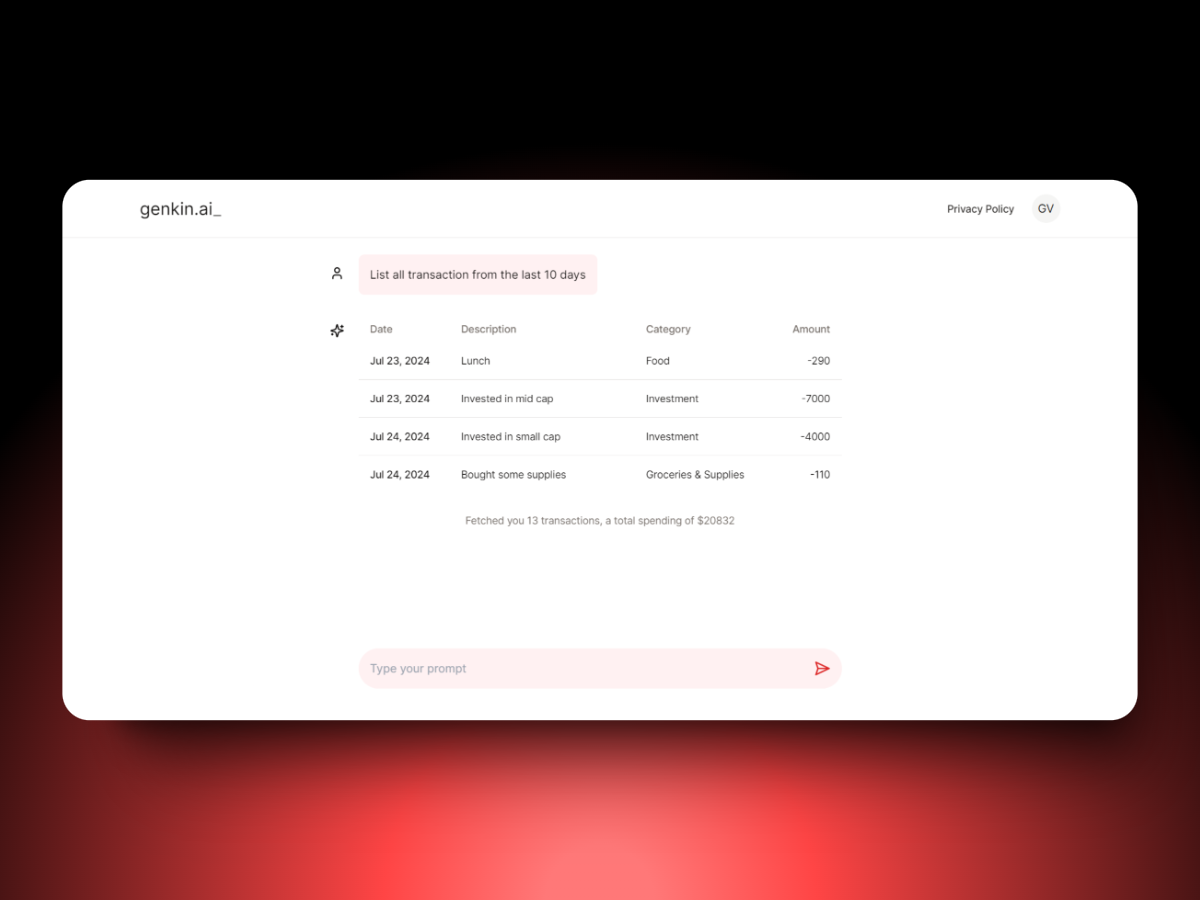 genkin.ai_
Privacy Policy GV
List all transaction from the last 10 days
Date Description Category Amount
Jul 23, 2024 Lunch Food -290
Jul 23, 2024 Invested in mid cap Investment -7000
Jul 24, 2024 Invested in small cap Investment -4000
Jul 24, 2024 Bought some supplies Groceries & Supplies -110
Fetched you 13 transactions, a total spending of $20832
Type your prompt